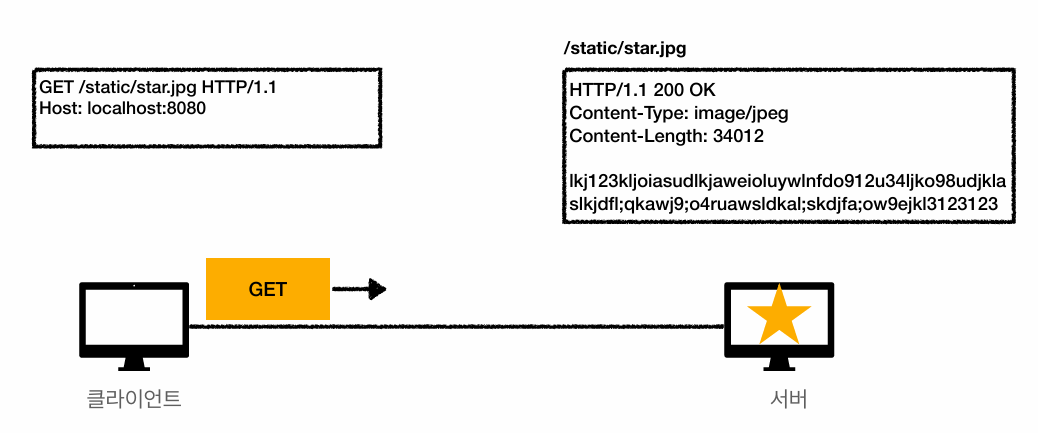 /static/star.jpg
GET /static/star.jpg HTTP/1.1
Host: localhost:8080
HTTP/1.1 200 OK
Content-Type: image/jpeg
Content-Length: 34012
lkj123kljoiasudlkjaweioluywlnfdo912u34ljko98udjkla
slkjdfl;qkawj9;o4ruawsldkal;skdjfa;ow9ejkl3123123
GET
클라이언트
서버